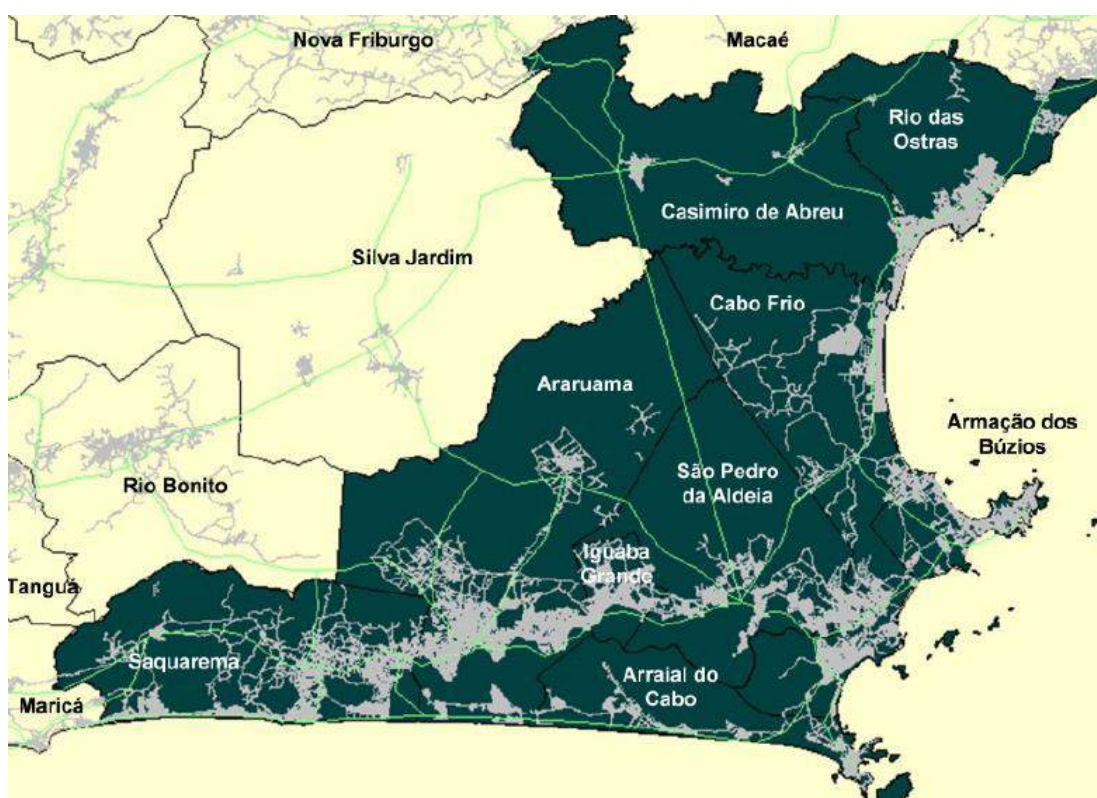 Nova Friburgo
Macaé
Rio das
Ostras
Casimiro de Abreu
Silva Jardim
Cabo Frio
Araruama
Armação dos
Búzios
São Pedro
da Aldeia
Rio Bonito
Iguaba
Grande
Tanguá
Saquarema
Arraial do
Cabo
Maricá